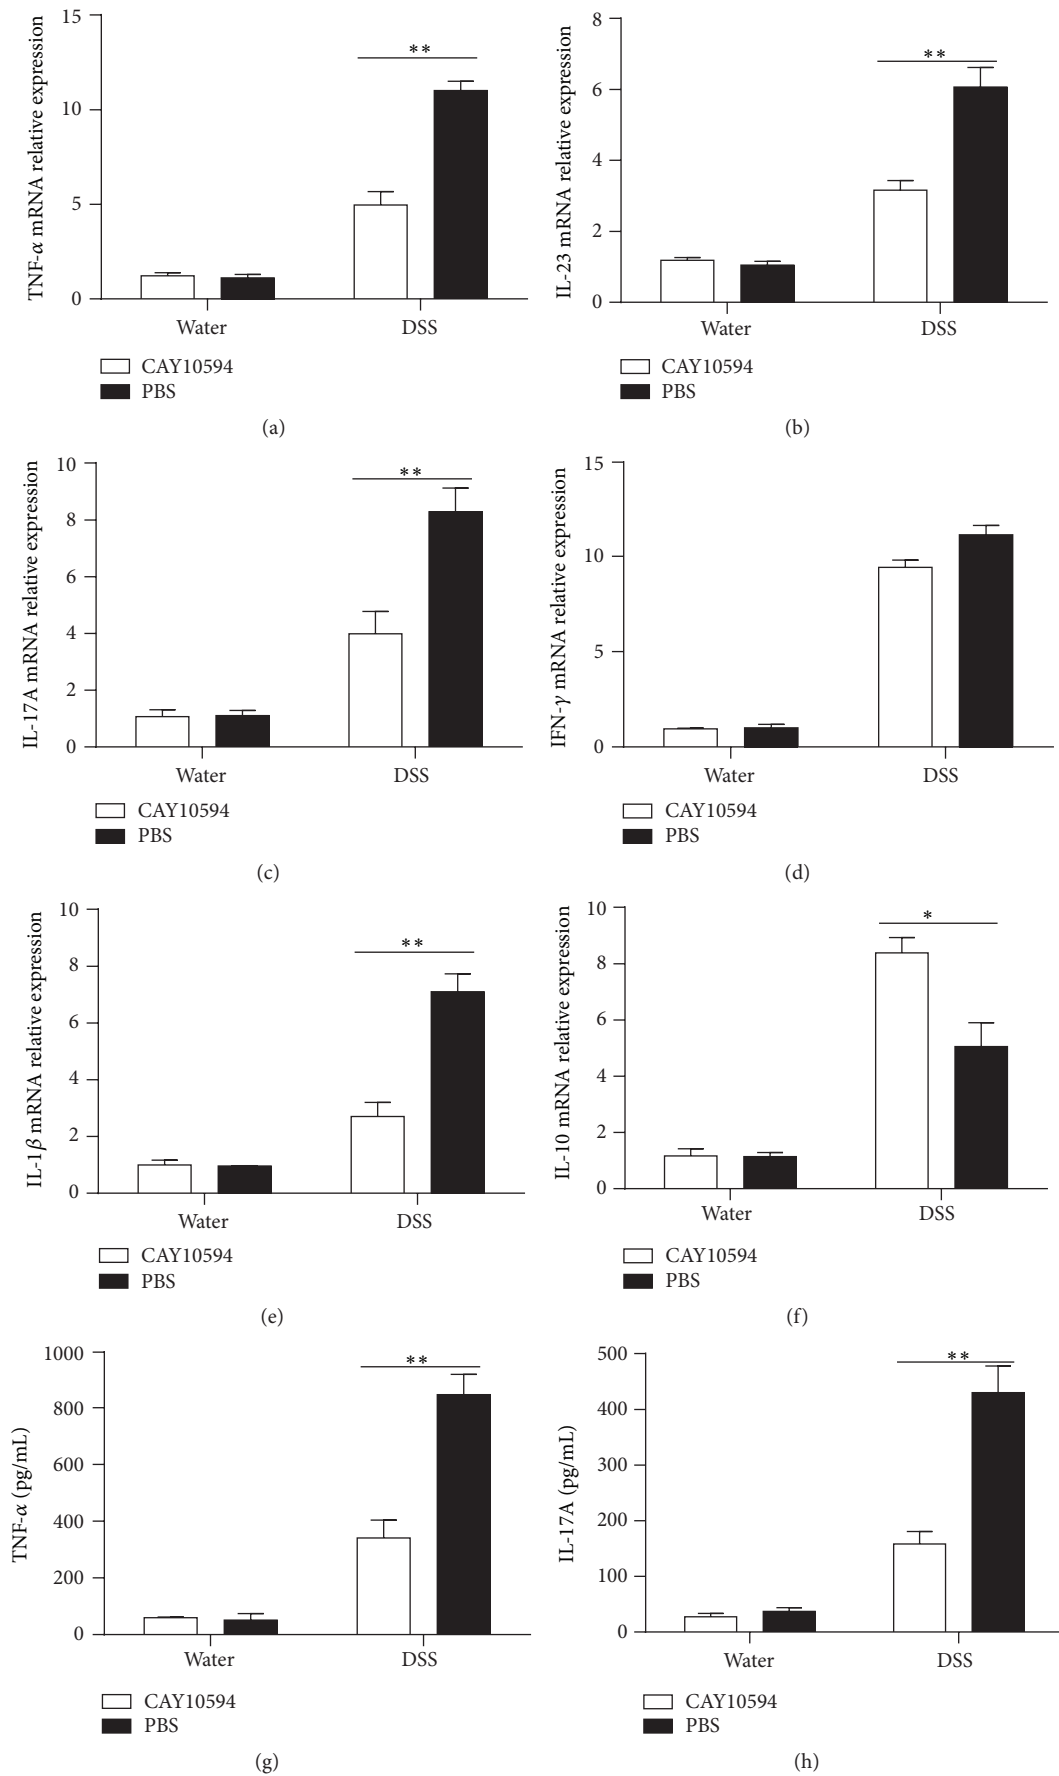 TNF-α mRNA relative expression
15
10
5
0
**
Water
DSS
CAY10594
PBS
(a)
IL-23 mRNA relative expression
8
6
4
2
0
**
Water
DSS
CAY10594
PBS
(b)
IL-17A mRNA relative expression
10
8
6
4
2
0
**
Water
DSS
CAY10594
PBS
(c)
IFN-γ mRNA relative expression
15
10
5
0
Water
DSS
CAY10594
PBS
(d)
IL-1β mRNA relative expression
10
8
6
4
2
0
**
Water
DSS
CAY10594
PBS
(e)
IL-10 mRNA relative expression
10
8
6
4
2
0
*
Water
DSS
CAY10594
PBS
(f)
TNF-α (pg/mL)
1000
800
600
400
200
0
**
Water
DSS
CAY10594
PBS
(g)
IL-17A (pg/mL)
500
400
300
200
100
0
**
Water
DSS
CAY10594
PBS
(h)